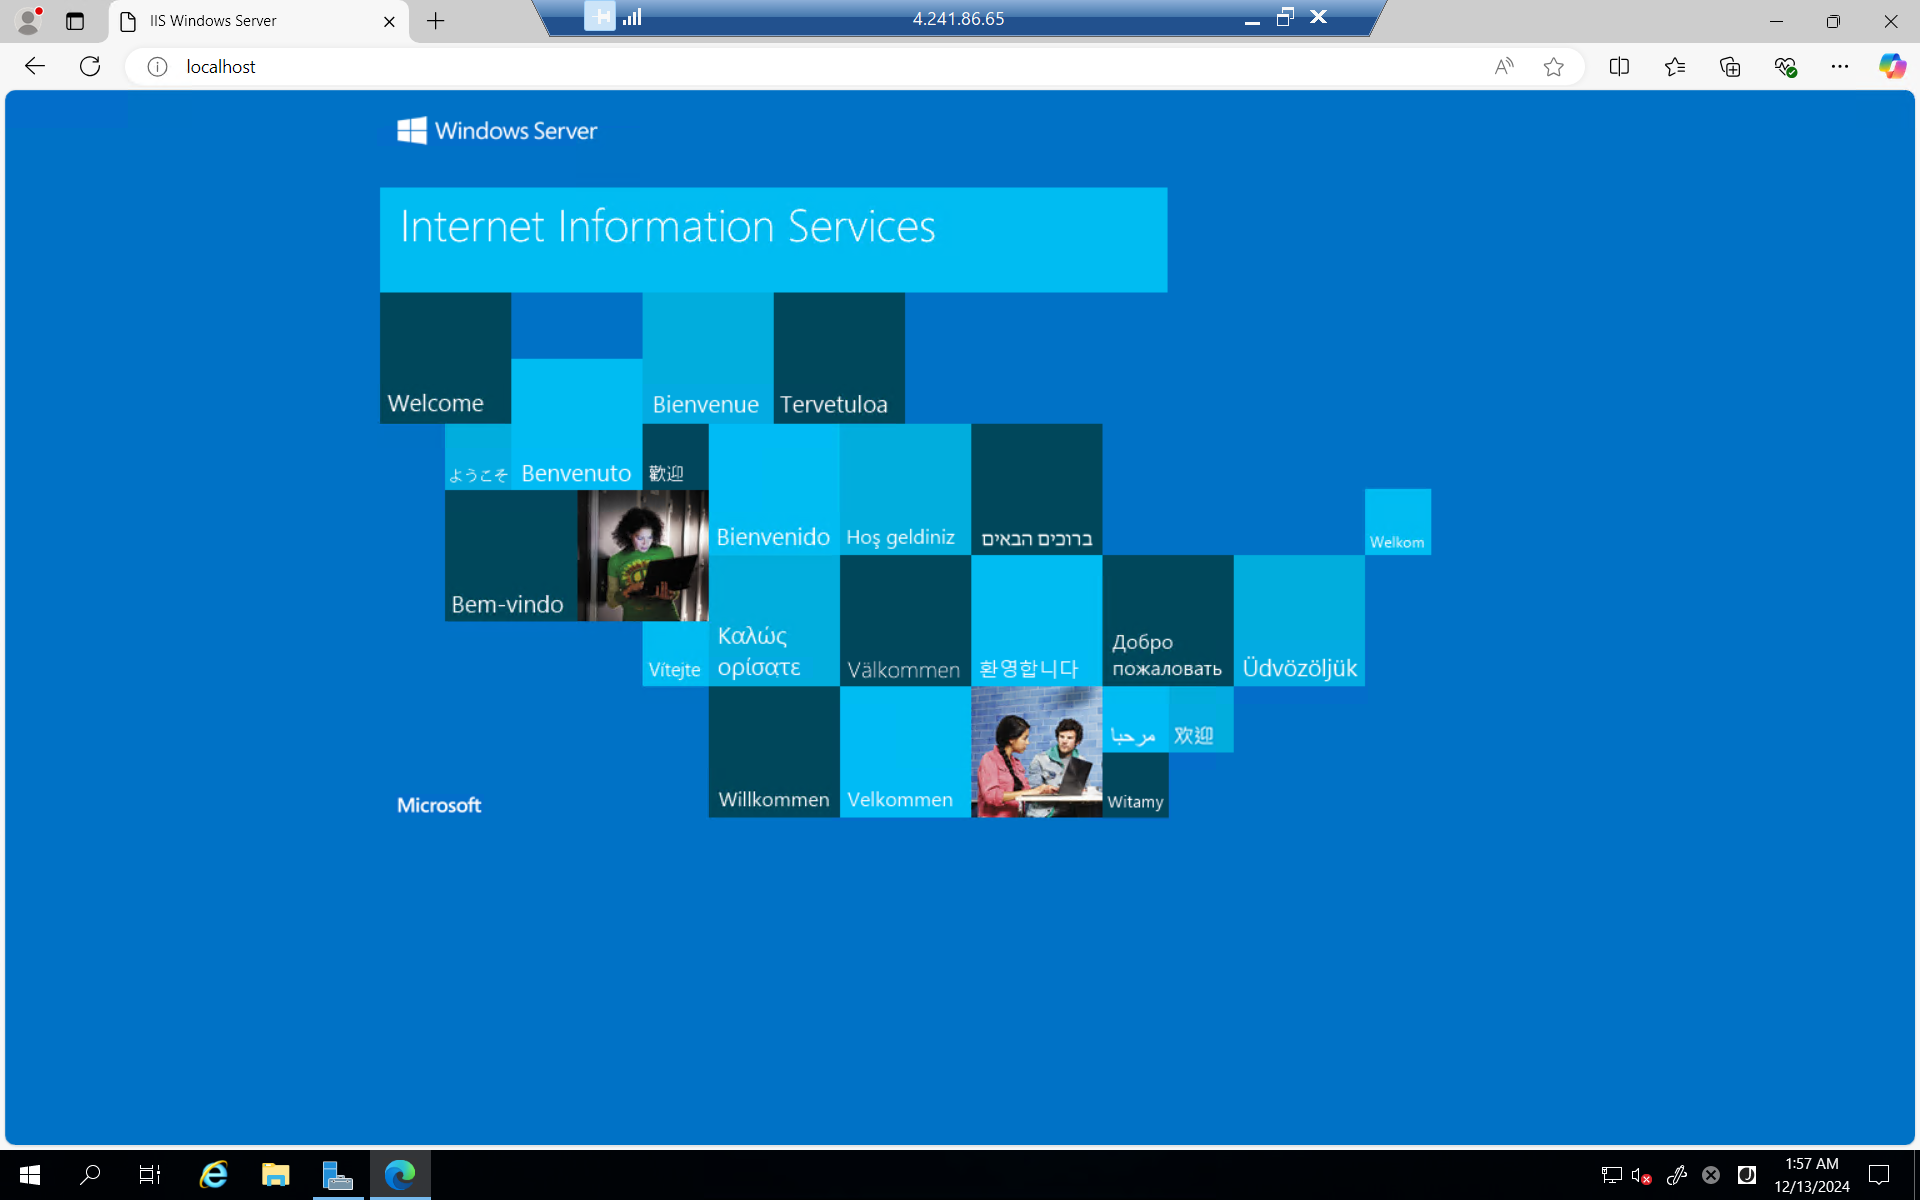 IIS Windows Server
4.241.86.65
localhost
Windows Server
Internet Information Services
Welcome
Bienvenue
Tervetuloa
ようこそ
Benvenuto
歡迎
Bienvenido
Hoş geldiniz
ברוכים הבאים
Welkom
Bem-vindo
Vítejte
Καλώς
ορίσατε
Välkommen
환영합니다
Добро
пожаловать
Üdvözöljük
Willkommen
Velkommen
مرحبا
欢迎
Witamy
Microsoft
1:57 AM
12/13/2024